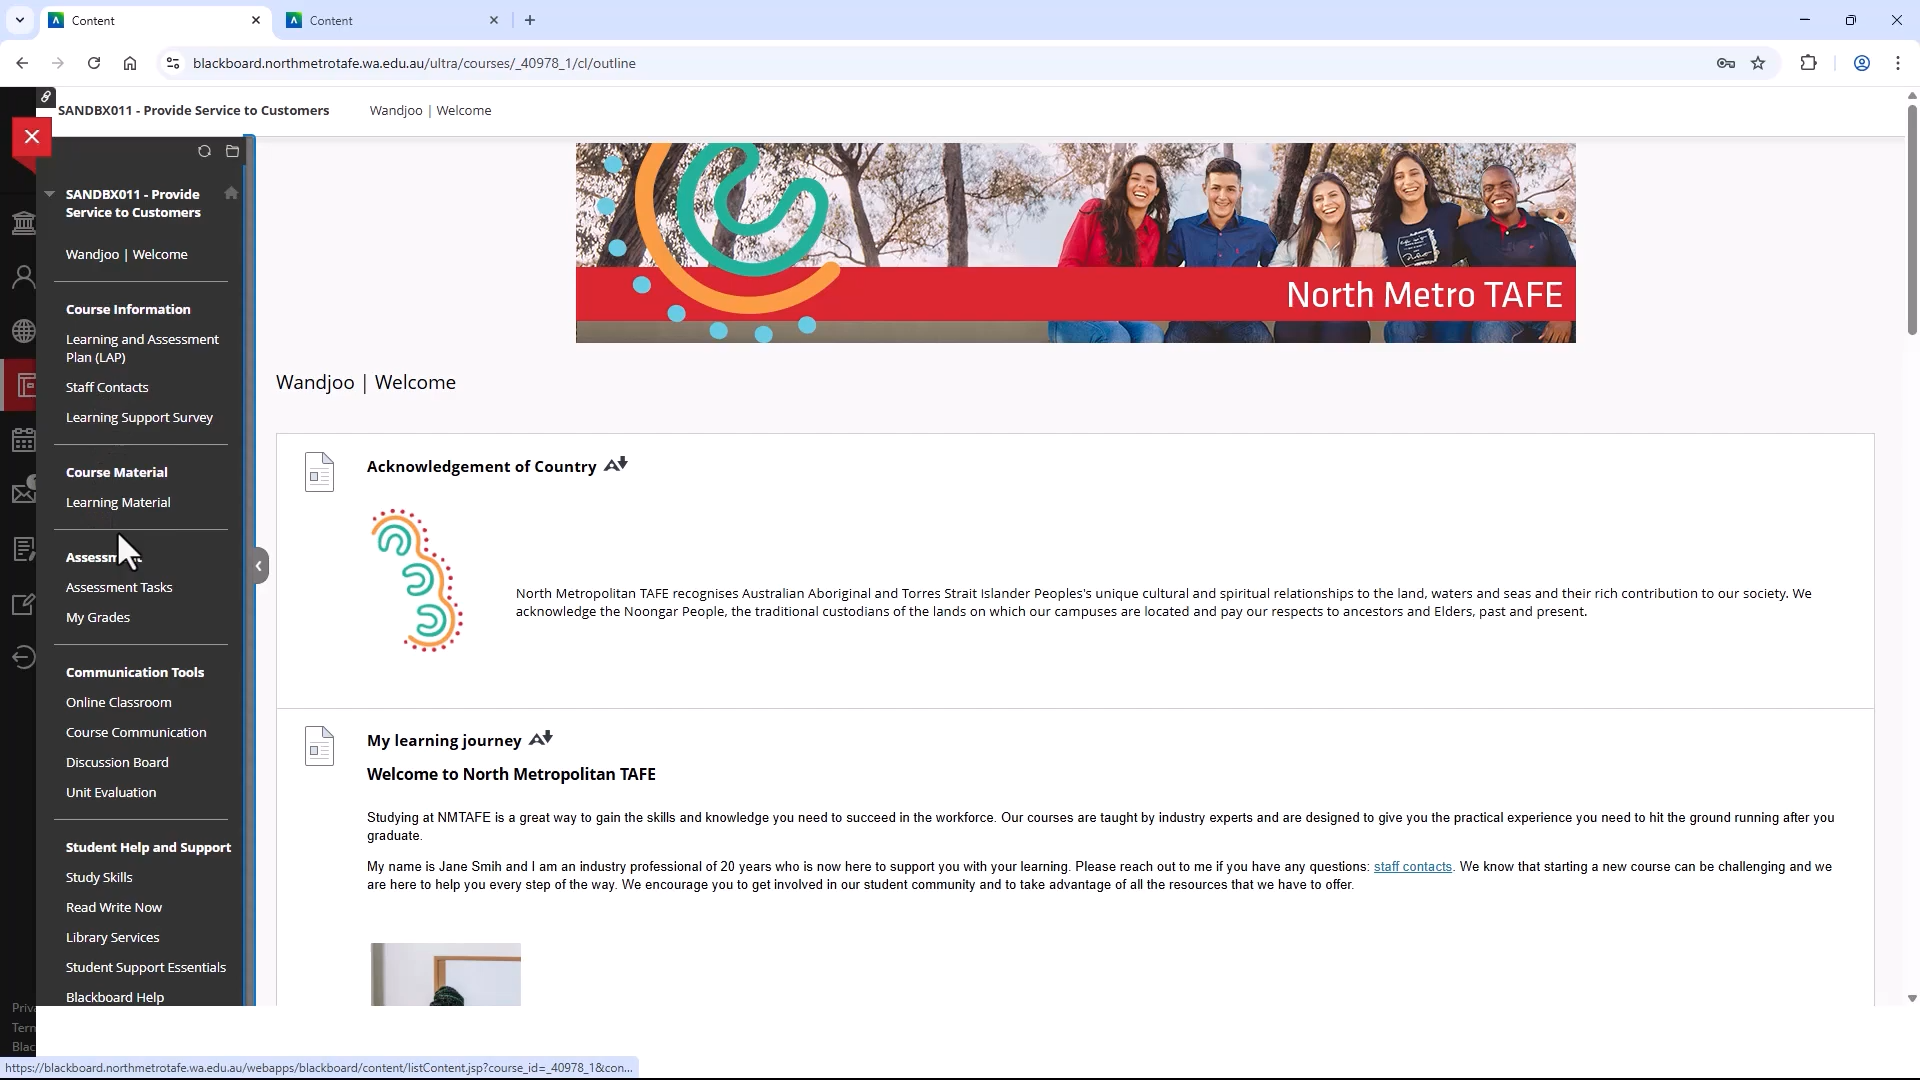 Content
Content
blackboard.northmetrotafe.wa.edu.au/ultra/courses/_40978_1/cl/outline
SANDBX011 - Provide Service to Customers
Wandjoo | Welcome
SANDBX011 - Provide
Service to Customers
Wandjoo | Welcome
Course Information
Learning and Assessment
Plan (LAP)
Staff Contacts
Learning Support Survey
Course Material
Learning Material
Assessment Tasks
My Grades
Communication Tools
Online Classroom
Course Communication
Discussion Board
Unit Evaluation
Student Help and Support
Study Skills
Read Write Now
Library Services
Student Support Essentials
Blackboard Help
North Metro TAFE
Wandjoo | Welcome
Acknowledgement of Country
North Metropolitan TAFE recognises Australian Aboriginal and Torres Strait Islander Peoples's unique cultural and spiritual relationships to the land, waters and seas and their rich contribution to our society. We
acknowledge the Noongar People, the traditional custodians of the lands on which our campuses are located and pay our respects to ancestors and Elders, past and present.
My learning journey
Welcome to North Metropolitan TAFE
Studying at NMTAFE is a great way to gain the skills and knowledge you need to succeed in the workforce. Our courses are taught by industry experts and are designed to give you the practical experience you need to hit the ground running after you
graduate.
My name is Jane Smih and I am an industry professional of 20 years who is now here to support you with your learning. Please reach out to me if you have any questions: staff contacts. We know that starting a new course can be challenging and we
are here to help you every step of the way. We encourage you to get involved in our student community and to take advantage of all the resources that we have to offer.
Priv
Tern
Blac
https://blackboard.northmetrotafe.wa.edu.au/webapps/blackboard/content/listContent.jsp?course_id=_40978_1&con...